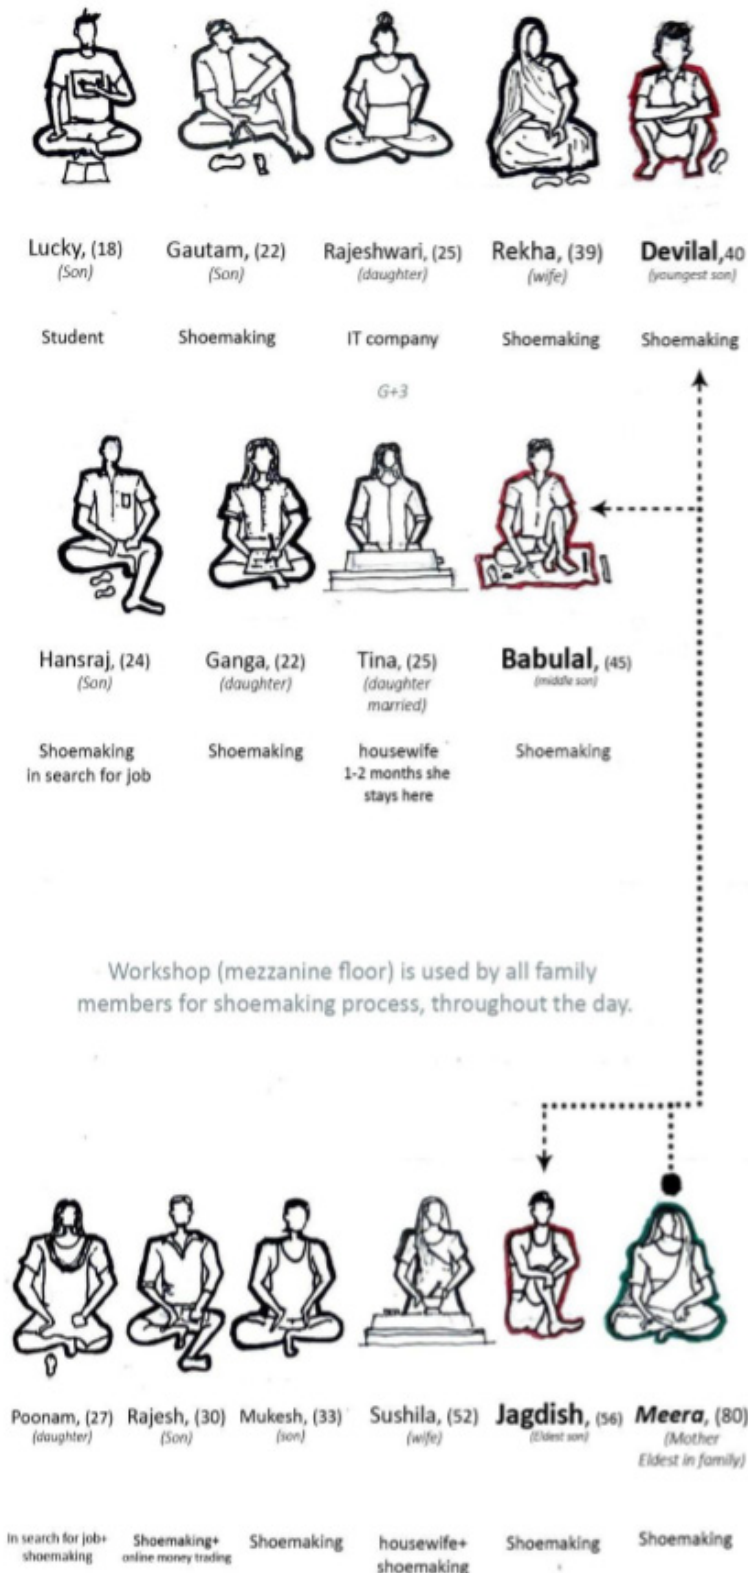 Lucky, (18)
(Son)
Student
Gautam, (22)
(Son)
Shoemaking
Rajeshwari, (25)
(daughter)
IT company
Rekha, (39)
(wife)
Shoemaking
Devilal,40
(youngest son)
Shoemaking
G+3
Hansraj, (24)
(Son)
Shoemaking
in search for job
Ganga, (22)
(daughter)
Shoemaking
Tina, (25)
(daughter
married)
housewife
1-2 months she
stays here
Babulal, (45)
(middle son)
Shoemaking
Workshop (mezzanine floor) is used by all family
members for shoemaking process, throughout the day.
Poonam, (27)
(daughter)
In search for job+
shoemaking
Rajesh, (30)
(Son)
Shoemaking+
online money trading
Mukesh, (33)
(son)
Shoemaking
Sushila, (52)
(wife)
housewife+
shoemaking
Jagdish, (56)
(Eldest son)
Shoemaking
Meera, (80)
(Mother
Eldest in family)
Shoemaking